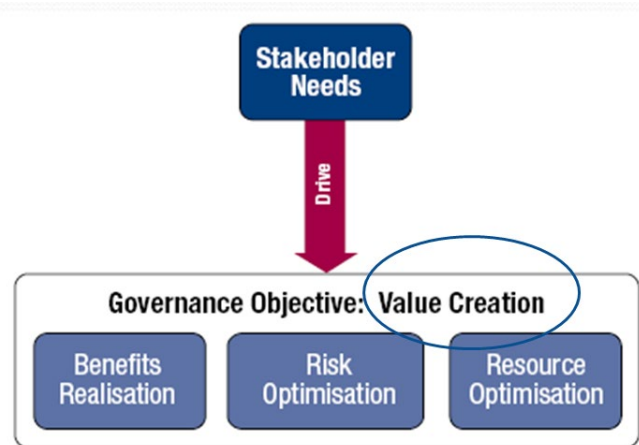 Stakeholder
Needs
Drive
Governance Objective: Value Creation
Benefits
Realisation
Risk
Optimisation
Resource
Optimisation